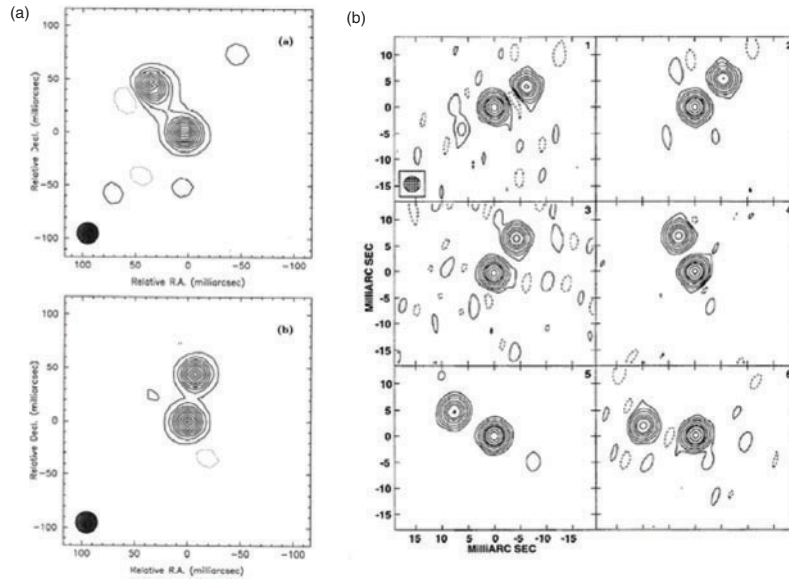 (a)
(a)
100
50
0
−50
−100
Relative Decl. (milliarcsec)
100 50 0 −50 −100
Relative R.A. (milliarcsec)
(b)
100
50
0
−50
−100
Relative Decl. (milliarcsec)
100 50 0 −50 −100
Relative R.A. (milliarcsec)
(b)
1
2
10
5
0
-5
-10
-15
3
4
10
5
0
-5
-10
-15
MilliARC SEC
5
6
10
5
0
-5
-10
-15
15 10 5 0 -5 -10 -15
MilliARC SEC